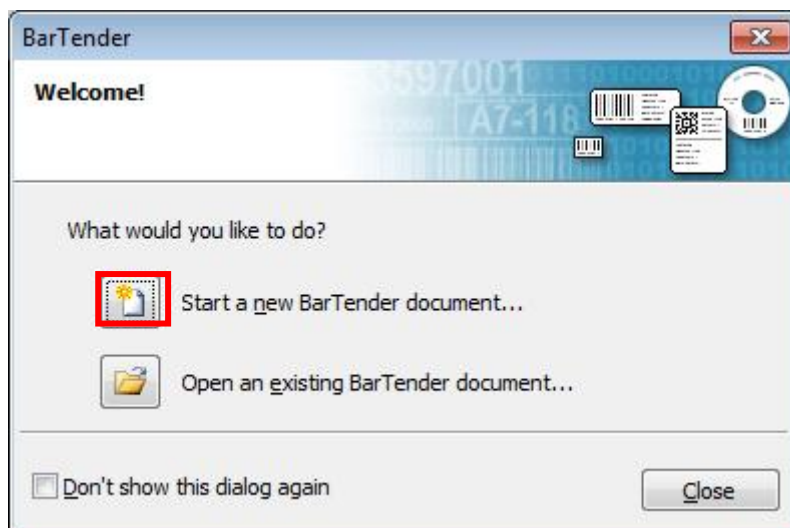 BarTender
Welcome!
3597001
A7-118
What would you like to do?
Start a new BarTender document...
Open an existing BarTender document...
Don't show this dialog again
Close